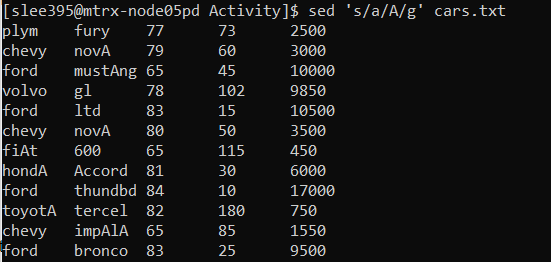 [slee395@mtrx-node05pd Activity]$ sed 's/a/A/g' cars.txt
plym fury 77 73 2500
chevy novA 79 60 3000
ford mustAng 65 45 10000
volvo gl 78 102 9850
ford ltd 83 15 10500
chevy novA 80 50 3500
fiAt 600 65 115 450
hondA Accord 81 30 6000
ford thundbd 84 10 17000
toyotA tercel 82 180 750
chevy impAlA 65 85 1550
ford bronco 83 25 9500